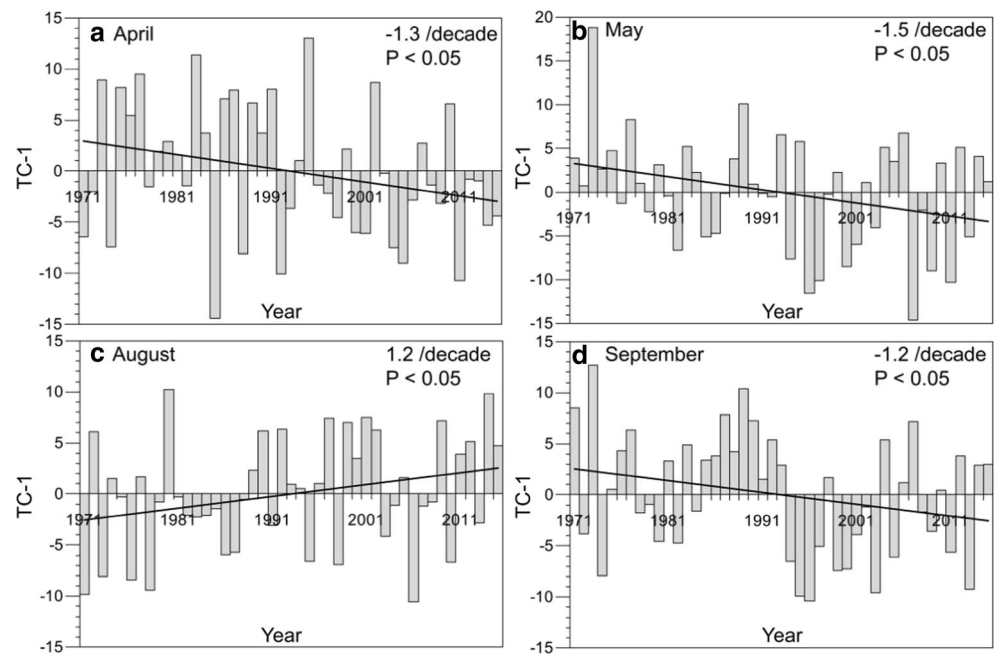 a April
-1.3 /decade
P < 0.05
15
10
5
0
-5
-10
-15
TC-1
1971 1981 1991 2001 2011
Year
b May
-1.5 /decade
P < 0.05
20
15
10
5
0
-5
-10
-15
TC-1
1971 1981 1991 2001 2011
Year
c August
1.2 /decade
P < 0.05
15
10
5
0
-5
-10
-15
TC-1
1971 1981 1991 2001 2011
Year
d September
-1.2 /decade
P < 0.05
15
10
5
0
-5
-10
-15
TC-1
1971 1981 1991 2001 2011
Year